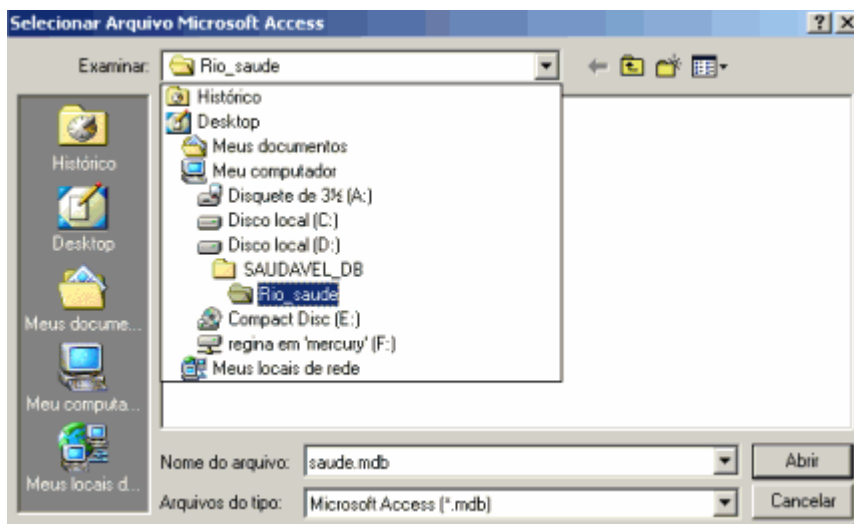 Selecionar Arquivo Microsoft Access
Examinar: Rio_saude
Histórico
Desktop
Meus documentos
Meu computador
Disquete de 3½ (A:)
Disco local (C:)
Disco local (D:)
SAUDAVEL_DB
Rio_saude
Compact Disc (E:)
regina em 'mercury' (F:)
Meus locais de rede
Histórico
Desktop
Meus docume...
Meu computa...
Meus locais d...
Nome do arquivo: saude.mdb Abrir
Arquivos do tipo: Microsoft Access (*.mdb) Cancelar